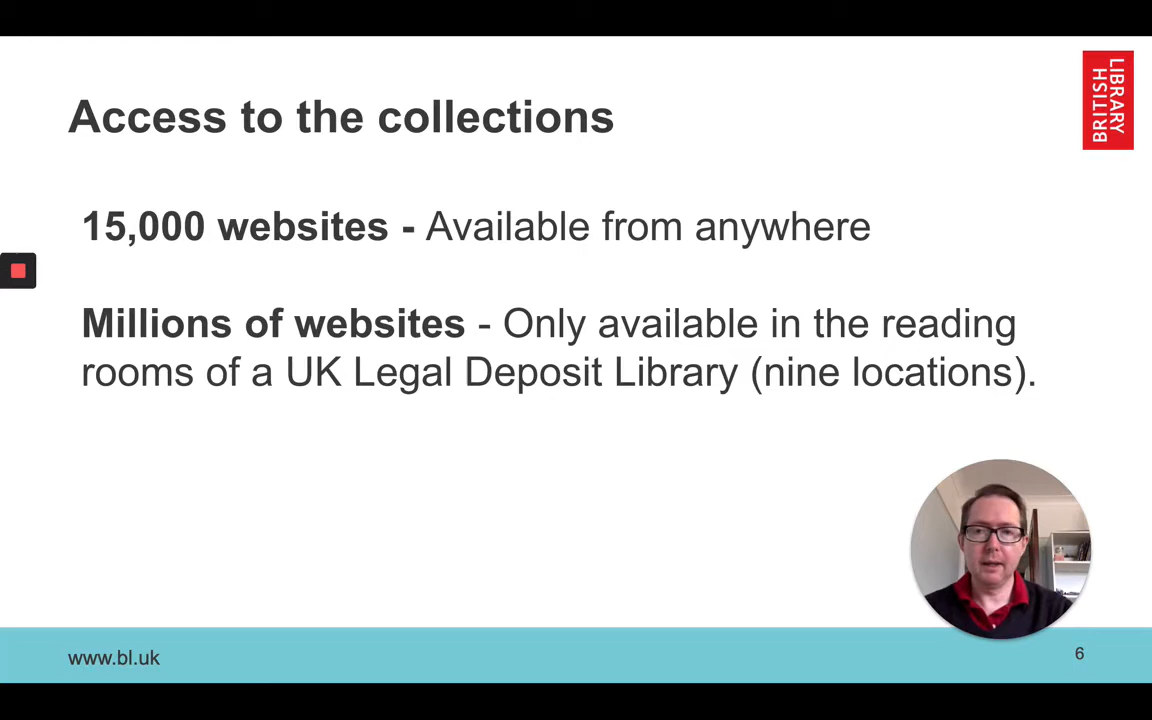 Access to the collections
LIBRARY
BRITISH
15,000 websites - Available from anywhere
Millions of websites - Only available in the reading
rooms of a UK Legal Deposit Library (nine locations).
www.bl.uk
6